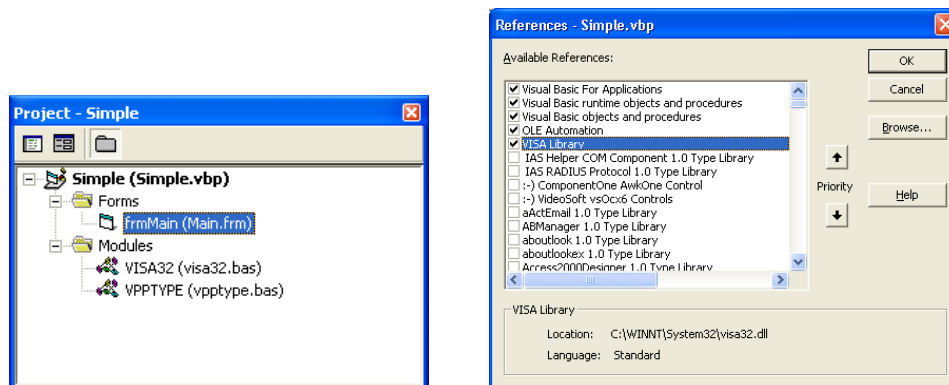 Project - Simple
Simple (Simple.vbp)
Forms
frmMain (Main.frm)
Modules
VISA32 (visa32.bas)
VPPTYPE (vpptype.bas)
References - Simple.vbp
Available References:
OK
Cancel
Browse...
Help
Priority
Visual Basic For Applications
Visual Basic runtime objects and procedures
Visual Basic objects and procedures
OLE Automation
VISA Library
IAS Helper COM Component 1.0 Type Library
IAS RADIUS Protocol 1.0 Type Library
:-) ComponentOne AwkOne Control
:-) VideoSoft vsOcx6 Controls
aActEmail 1.0 Type Library
ABManager 1.0 Type Library
aboutlook 1.0 Type Library
aboutlookex 1.0 Type Library
Access2000Designer 1.0 Type Library
VISA Library
Location: C:\WINNT\System32\visa32.dll
Language: Standard